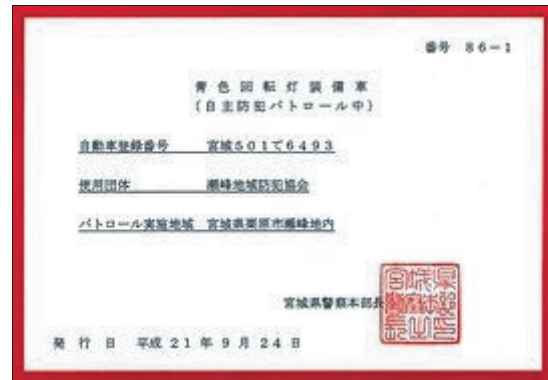 番号 86-1
青色回転灯装備車
(自主防犯パトロール中)
自動車登録番号 宮城501て6493
使用団体 瀬峰地域防犯協会
パトロール実施地域 宮城県栗原市瀬峰地内
宮城県警察本部長
発行日 平成21年9月24日